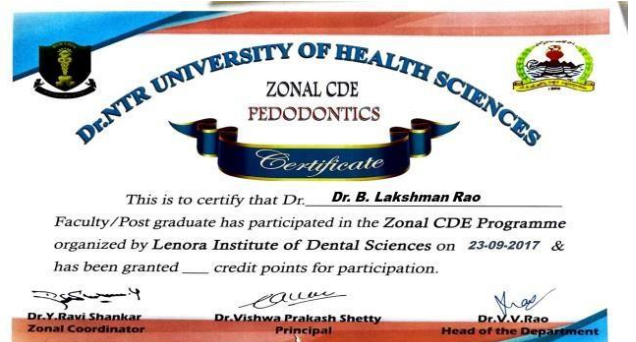 Dr.NTR UNIVERSITY OF HEALTH SCIENCES
ZONAL CDE
PEDODONTICS
Certificate
This is to certify that Dr. Dr. B. Lakshman Rao
Faculty/Post graduate has participated in the Zonal CDE Programme
organized by Lenora Institute of Dental Sciences on 23-09-2017 &
has been granted ___ credit points for participation.
Dr.Y.Ravi Shankar Dr.Vishwa Prakash Shetty Dr.V.V.Rao
Zonal Coordinator Principal Head of the Department